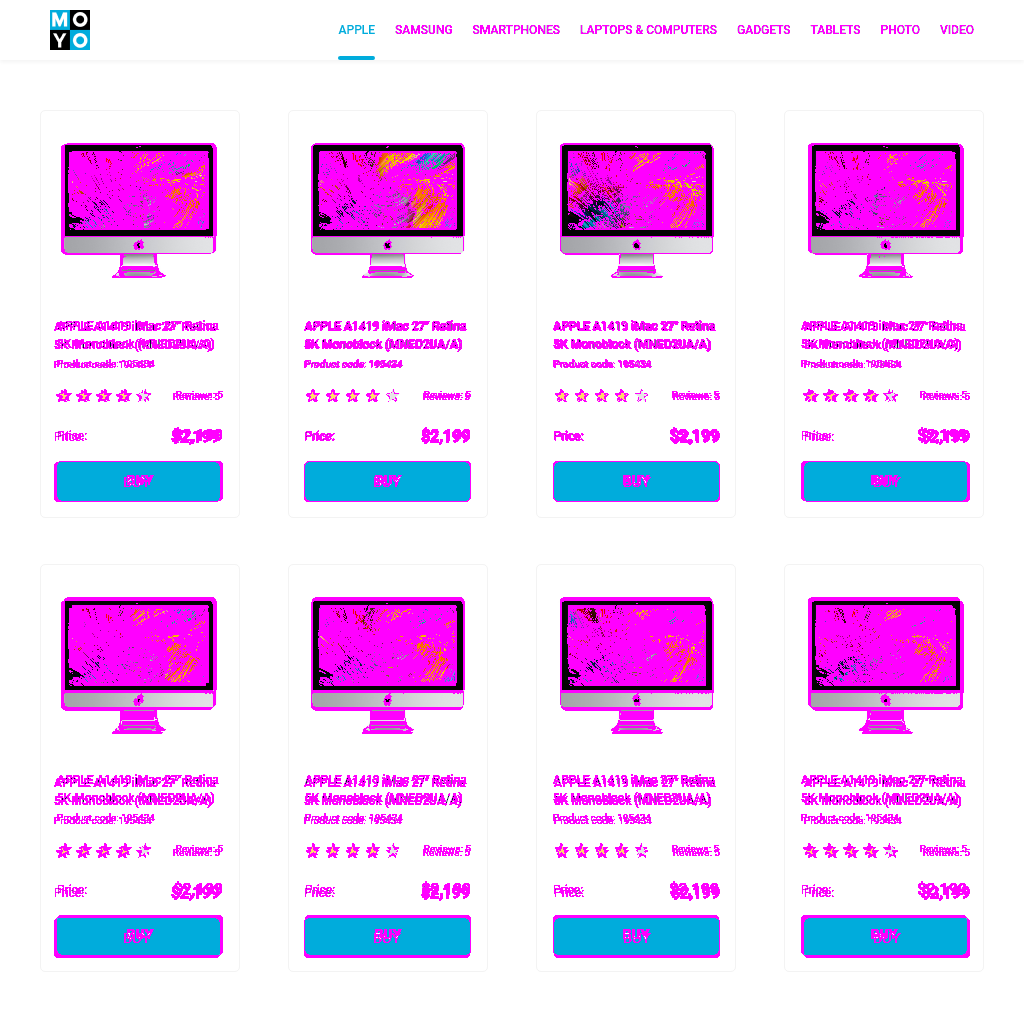 MO
YO
APPLE SAMSUNG SMARTPHONES LAPTOPS & COMPUTERS GADGETS TABLETS PHOTO VIDEO
APPLE A1419 iMac 27" Retina APPLE A1419 iMac 27" Retina APPLE A1419 iMac 27" Retina APPLE A1419 iMac 27" Retina
5K Monoblock (MNED2UA/A) 5K Monoblock (MNED2UA/A) 5K Monoblock (MNED2UA/A) 5K Monoblock (MNED2UA/A)
Product code: 195434 Product code: 195434 Product code: 195434 Product code: 195434
Reviews: 5 Reviews: 5 Reviews: 5 Reviews: 5
Price: $2,199 Price: $2,199 Price: $2,199 Price: $2,199
BUY BUY BUY BUY
APPLE A1419 iMac 27" Retina APPLE A1419 iMac 27" Retina APPLE A1419 iMac 27" Retina APPLE A1419 iMac 27" Retina
5K Monoblock (MNED2UA/A) 5K Monoblock (MNED2UA/A) 5K Monoblock (MNED2UA/A) 5K Monoblock (MNED2UA/A)
Product code: 195434 Product code: 195434 Product code: 195434 Product code: 195434
Reviews: 5 Reviews: 5 Reviews: 5 Reviews: 5
Price: $2,199 Price: $2,199 Price: $2,199 Price: $2,199
BUY BUY BUY BUY